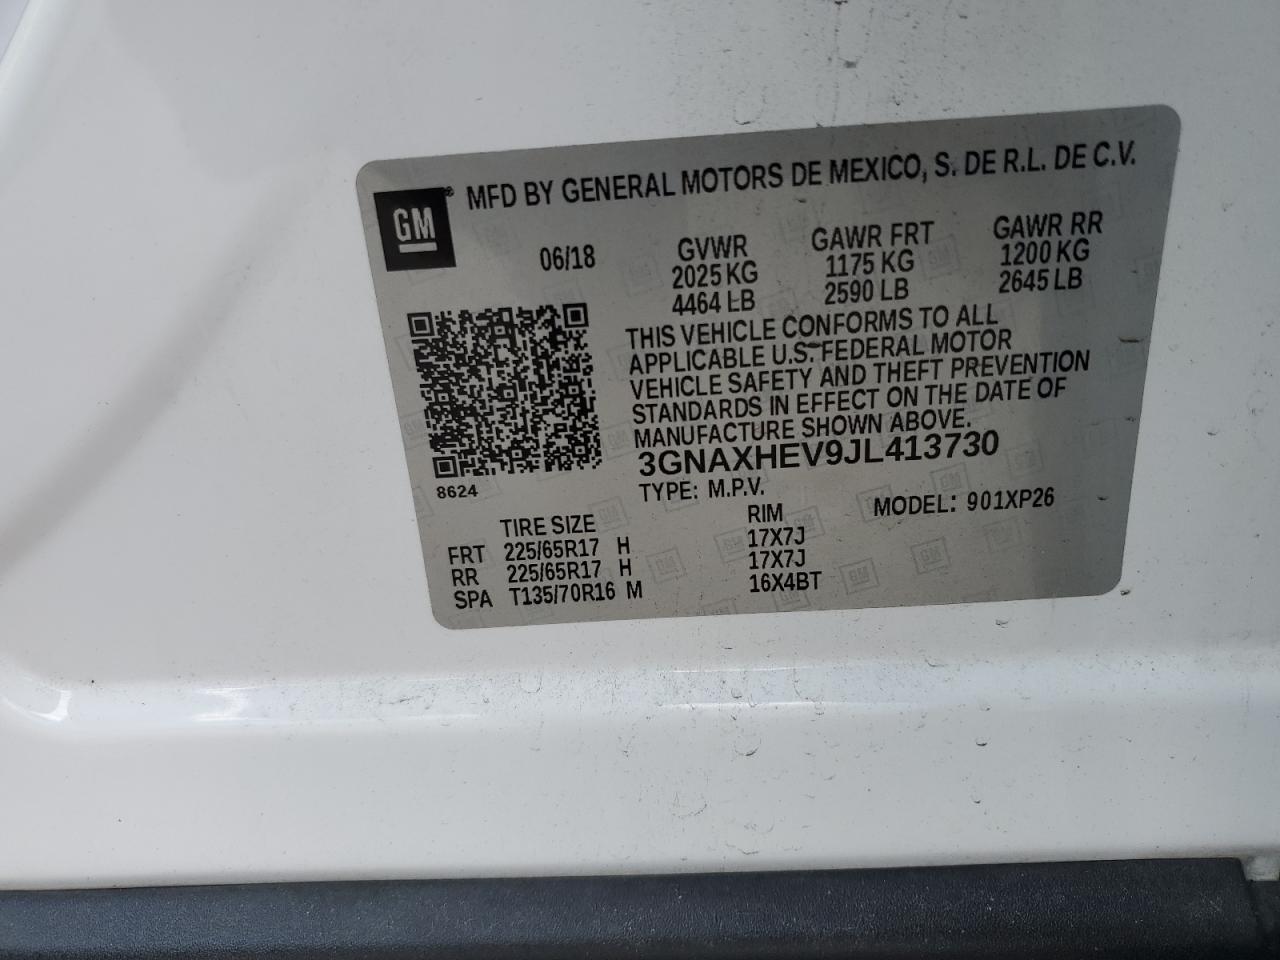 GM® MFD BY GENERAL MOTORS DE MEXICO, S. DE R.L. DE C.V.
06/18 GVWR GAWR FRT GAWR RR
2025 KG 1175 KG 1200 KG
4464 LB 2590 LB 2645 LB
THIS VEHICLE CONFORMS TO ALL
APPLICABLE U.S. FEDERAL MOTOR
VEHICLE SAFETY AND THEFT PREVENTION
STANDARDS IN EFFECT ON THE DATE OF
MANUFACTURE SHOWN ABOVE.
3GNAXHEV9JL413730
8624
TYPE: M.P.V. MODEL: 901XP26
TIRE SIZE RIM
FRT 225/65R17 H 17X7J
RR 225/65R17 H 17X7J
SPA T135/70R16 M 16X4BT